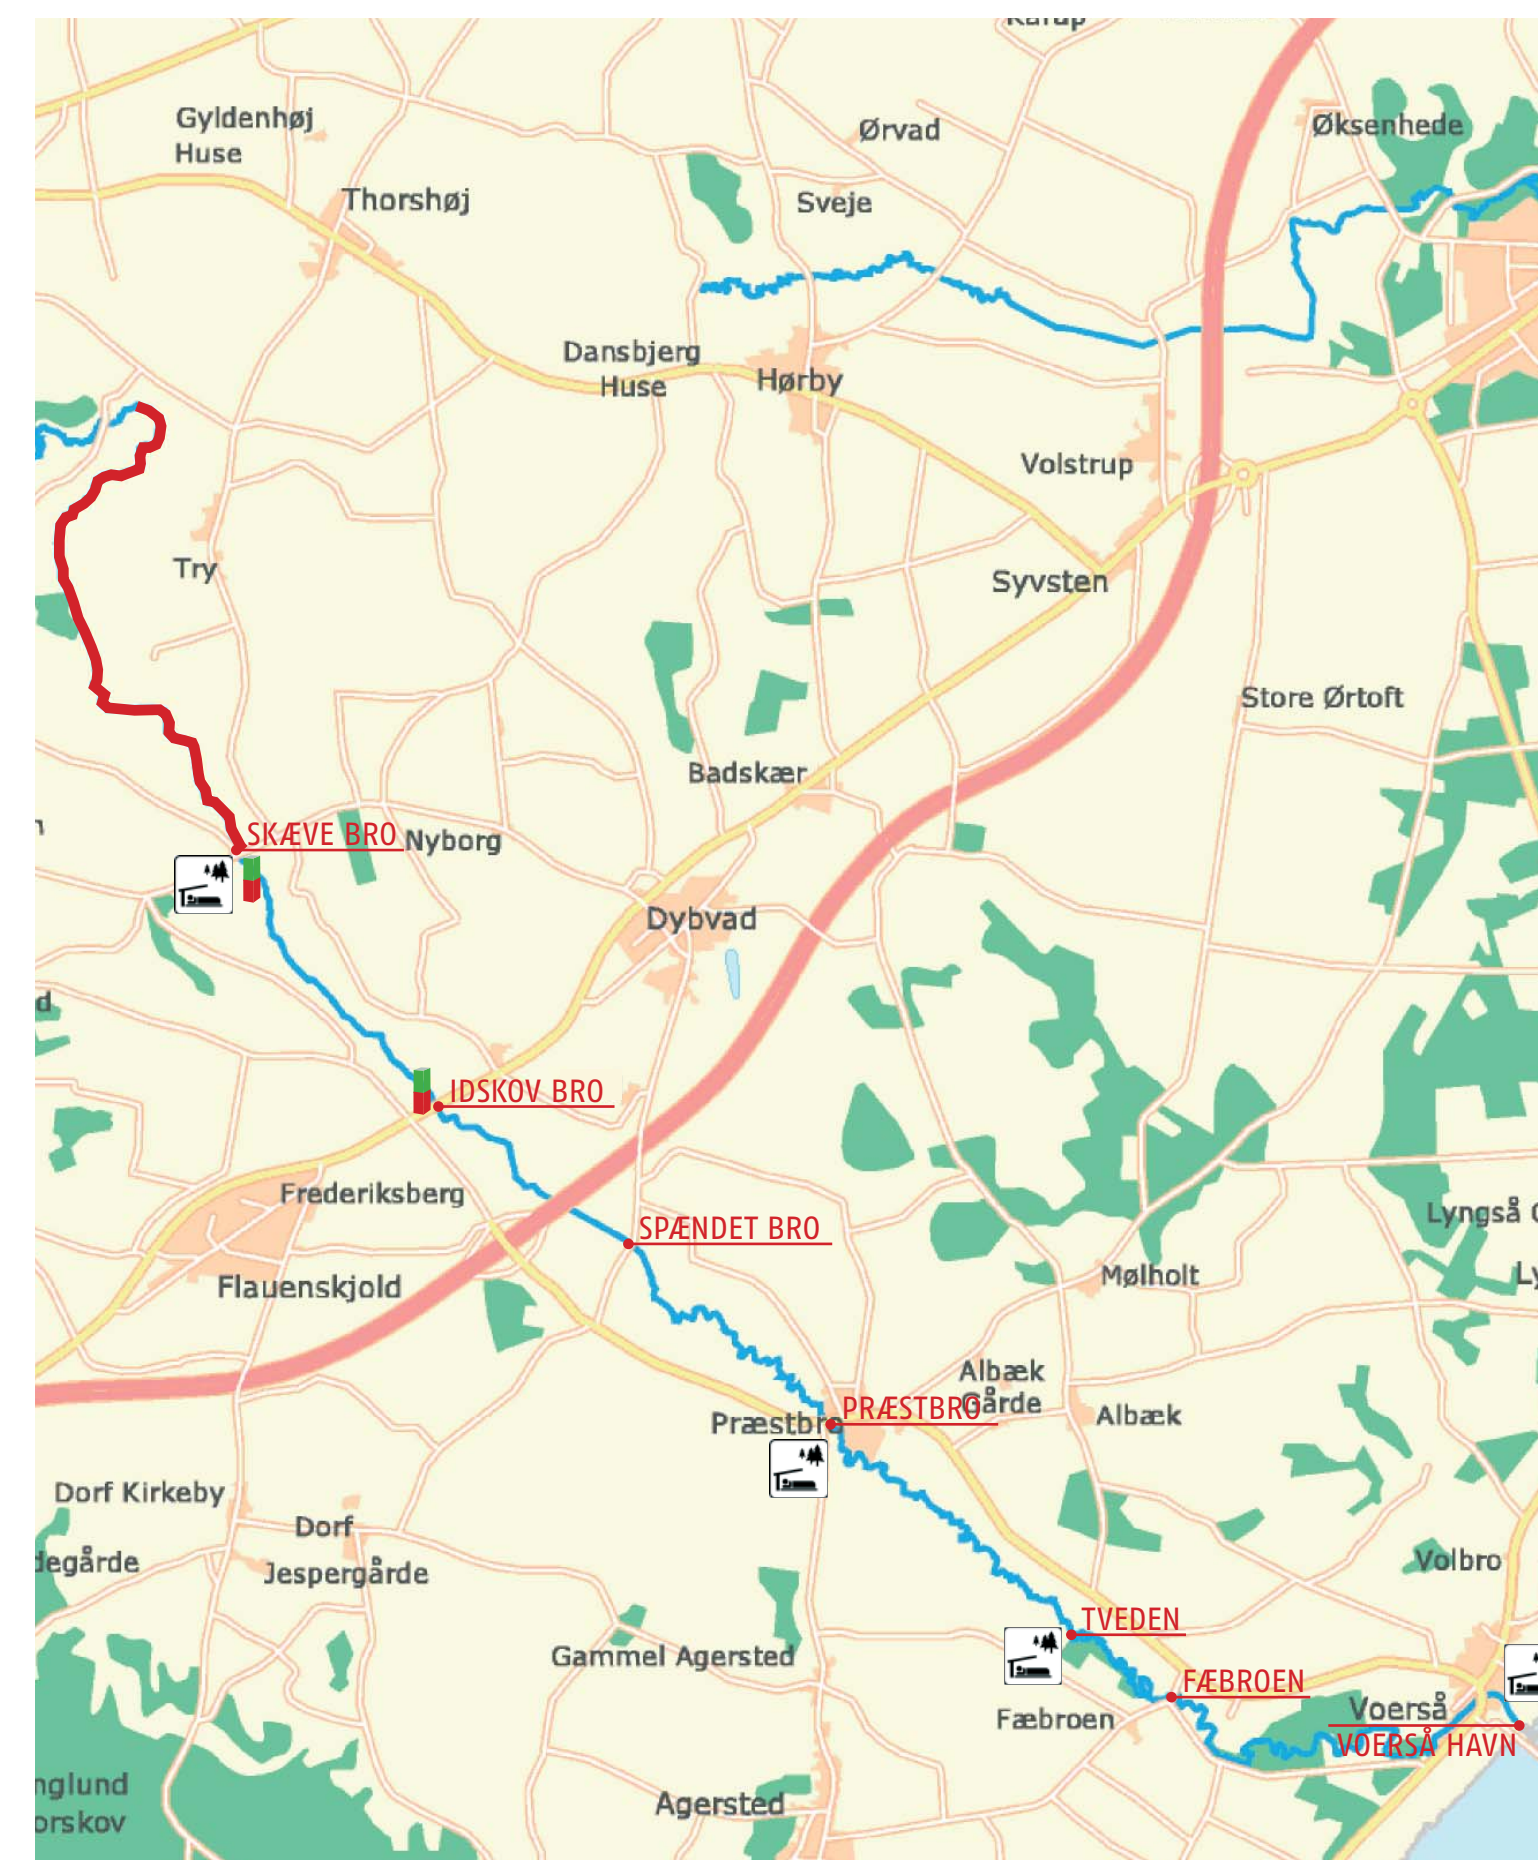 Gyldenhøj
Huse
Ørvad
Øksenhede
Thorshøj
Sveje
Dansbjerg
Huse
Hørby
Volstrup
Try
Syvsten
Store Ørtoft
Badskær
SKÆVE BRO
Nyborg
Dybvad
IDSKOV BRO
Frederiksberg
Lyngså
SPÆNDET BRO
Flauenskjold
Mølholt
Albæk
Gårde
PRÆSTBRO
Præstbro
Albæk
Dorf Kirkeby
Dorf
Jespergårde
Volbro
TVEDEN
Gammel Agersted
FÆBROEN
Fæbroen
Voerså
VOERSÅ HAVN
Agersted